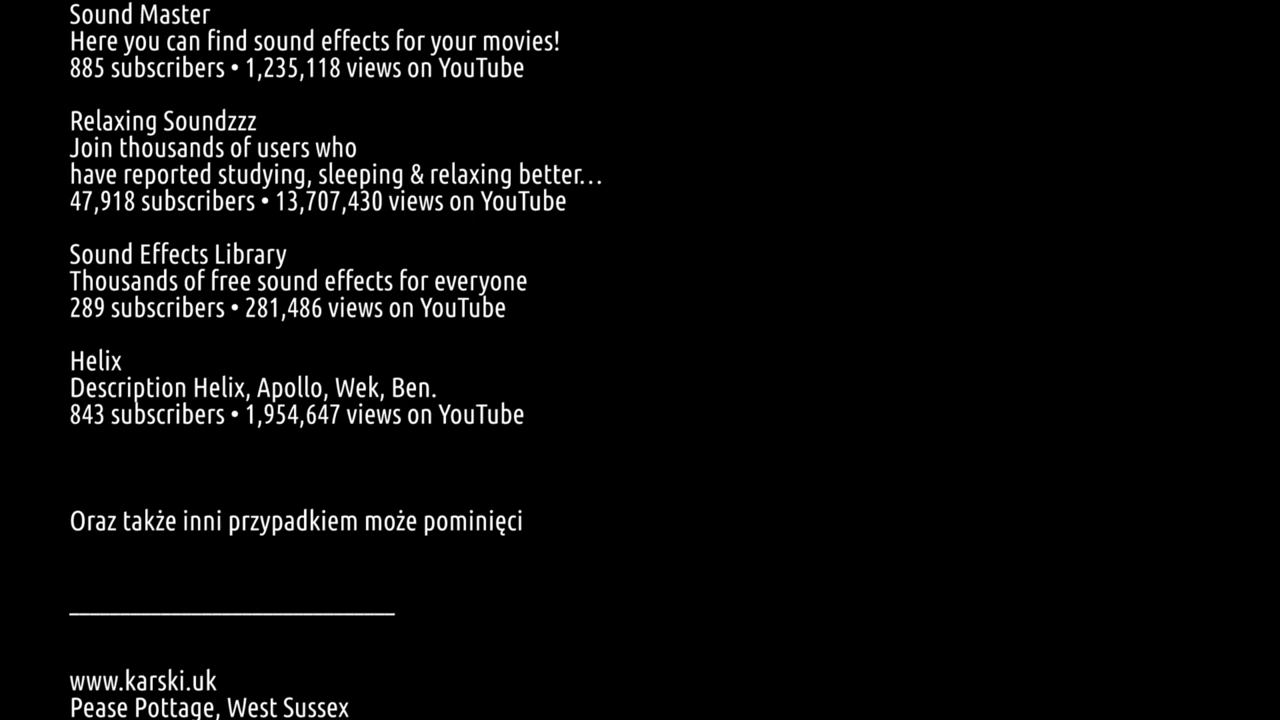 Sound Master
Here you can find sound effects for your movies!
885 subscribers • 1,235,118 views on YouTube
Relaxing Soundzzz
Join thousands of users who
have reported studying, sleeping & relaxing better…
47,918 subscribers • 13,707,430 views on YouTube
Sound Effects Library
Thousands of free sound effects for everyone
289 subscribers • 281,486 views on YouTube
Helix
Description Helix, Apollo, Wek, Ben.
843 subscribers • 1,954,647 views on YouTube
Oraz także inni przypadkiem może pominięci
www.karski.uk
Pease Pottage, West Sussex